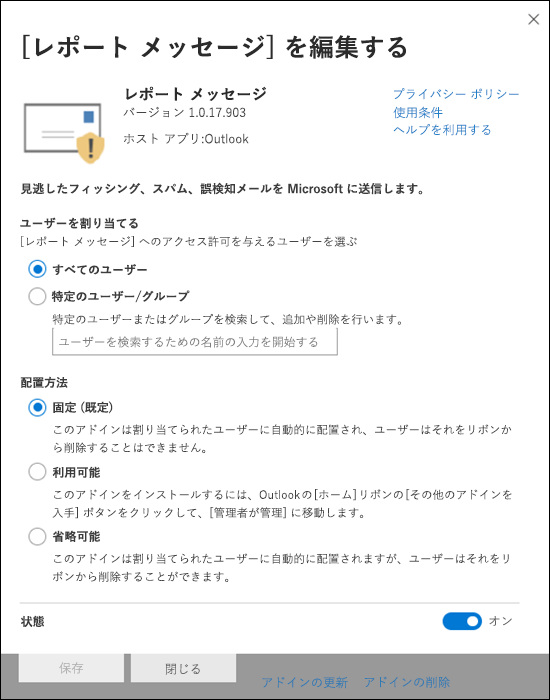 [レポート メッセージ] を編集する
レポート メッセージ
バージョン 1.0.17.903
ホスト アプリ:Outlook
プライバシー ポリシー
使用条件
ヘルプを利用する
見逃したフィッシング、スパム、誤検知メールを Microsoft に送信します。
ユーザーを割り当てる
[レポート メッセージ] へのアクセス許可を与えるユーザーを選ぶ
すべてのユーザー
特定のユーザー/グループ
特定のユーザーまたはグループを検索して、追加や削除を行います。
ユーザーを検索するための名前の入力を開始する
配置方法
固定 (既定)
このアドインは割り当てられたユーザーに自動的に配置され、ユーザーはそれをリボンか
ら削除することはできません。
利用可能
このアドインをインストールするには、Outlookの[ホーム]リボンの[その他のアドインを
入手] ボタンをクリックして、[管理者が管理] に移動します。
省略可能
このアドインは割り当てられたユーザーに自動的に配置されますが、ユーザーはそれをリ
ボンから削除することができます。
状態
オン
保存
閉じる
アドインの更新
アドインの削除